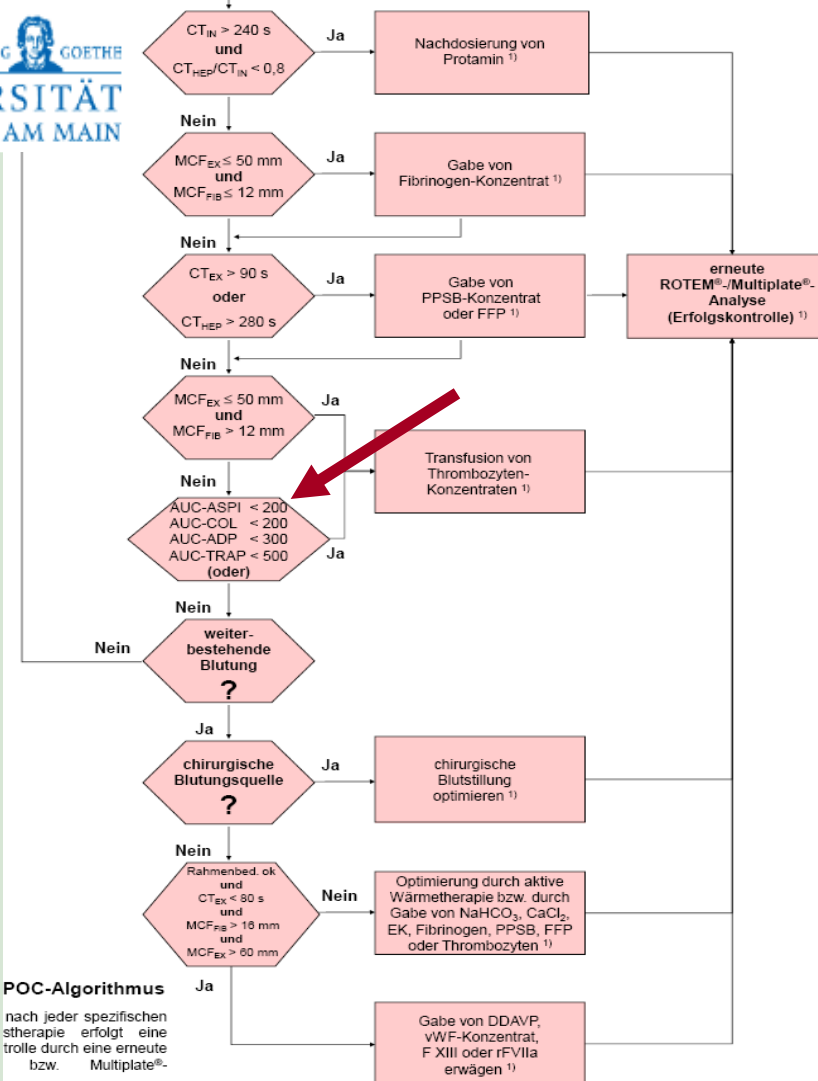 GOETHE
AM MAIN
CT_IN > 240 s
und
CT_HEP/CT_IN < 0,8
Ja
Nachdosierung von
Protamin ¹⁾
Nein
MCF_EX ≤ 50 mm
und
MCF_FIB ≤ 12 mm
Ja
Gabe von
Fibrinogen-Konzentrat ¹⁾
Nein
CT_EX > 90 s
oder
CT_HEP > 280 s
Ja
Gabe von
PPSB-Konzentrat
oder FFP ¹⁾
erneute
ROTEM®-/Multiplate®-
Analyse
(Erfolgskontrolle) ¹⁾
Nein
MCF_EX ≤ 50 mm
und
MCF_FIB > 12 mm
Ja
Transfusion von
Thrombozyten-
Konzentraten ¹⁾
Nein
AUC-ASPI < 200
AUC-COL < 200
AUC-ADP < 300
AUC-TRAP < 500
(oder)
Ja
Nein
weiter-
bestehende
Blutung
?
Nein
Ja
chirurgische
Blutungsquelle
?
Ja
chirurgische
Blutstillung
optimieren ¹⁾
Nein
Rahmenbed. ok
und
CT_EX < 80 s
und
MCF_FIB > 16 mm
und
MCF_EX > 60 mm
Nein
Optimierung durch aktive
Wärmetherapie bzw. durch
Gabe von NaHCO₃, CaCl₂,
EK, Fibrinogen, PPSB, FFP
oder Thrombozyten ¹⁾
Ja
Gabe von DDAVP,
vWF-Konzentrat,
F XIII oder rFVIIa
erwägen ¹⁾
POC-Algorithmus
nach jeder spezifischen
stherapie erfolgt eine
trolle durch eine erneute
bzw. Multiplate®-